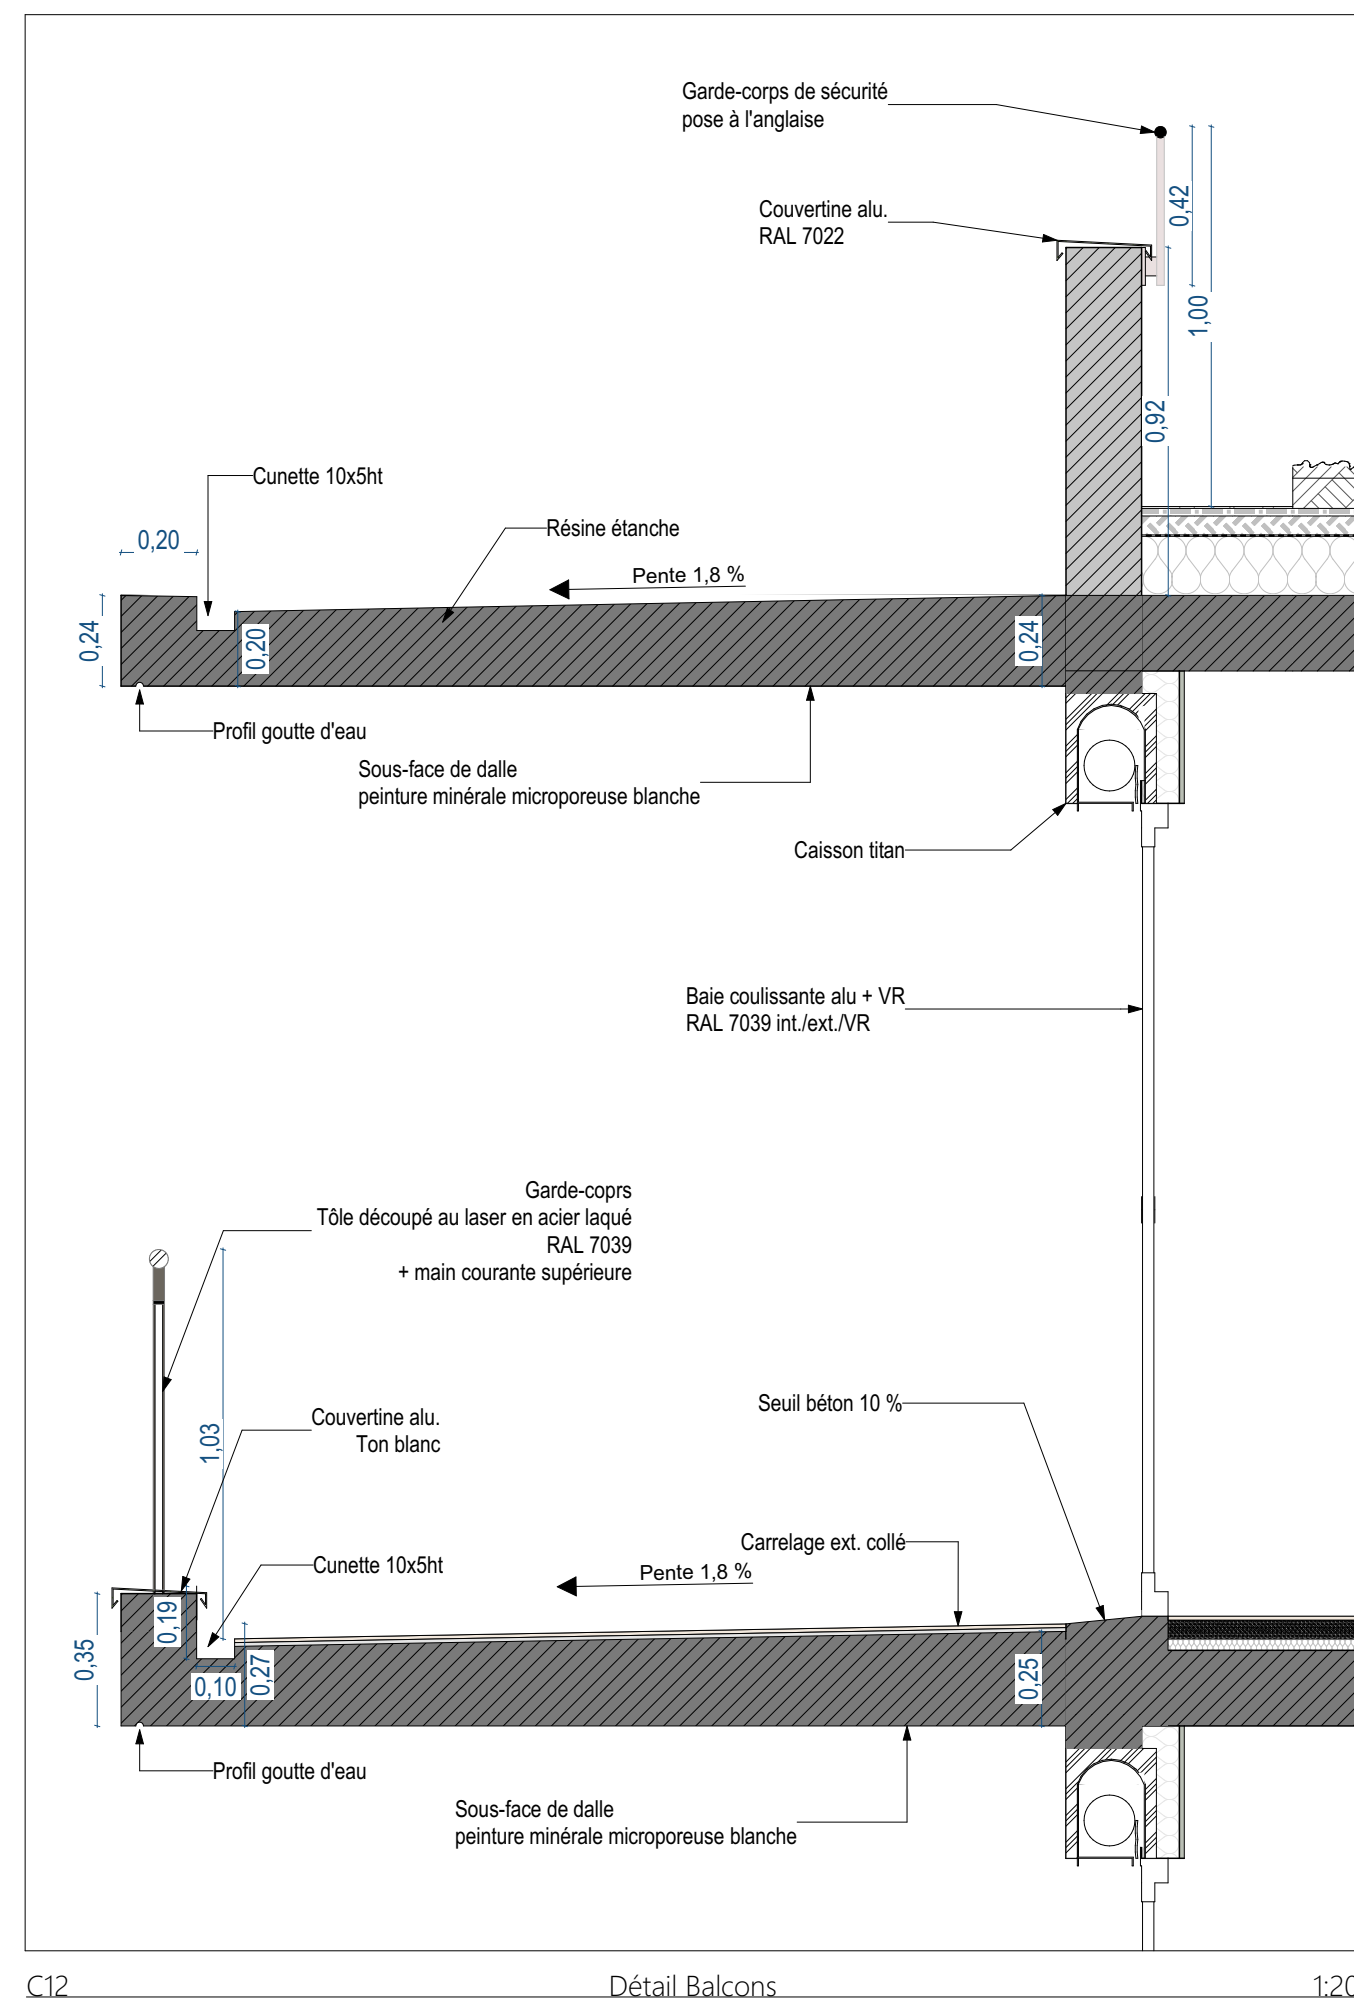 Garde-corps de sécurité
pose à l'anglaise
0,42
Couvertine alu.
RAL 7022
1,00
0,92
Cunette 10x5ht
Résine étanche
0,20
Pente 1,8 %
0,24
0,20
0,24
Profil goutte d'eau
Sous-face de dalle
peinture minérale microporeuse blanche
Caisson titan
Baie coulissante alu + VR
RAL 7039 int./ext./VR
Garde-coprs
Tôle découpé au laser en acier laqué
RAL 7039
+ main courante supérieure
Seuil béton 10 %
Couvertine alu.
Ton blanc
1,03
Carrelage ext. collé
Cunette 10x5ht
Pente 1,8 %
0,19
0,35
0,10
0,27
0,25
Profil goutte d'eau
Sous-face de dalle
peinture minérale microporeuse blanche
C12
Détail Balcons
1:20